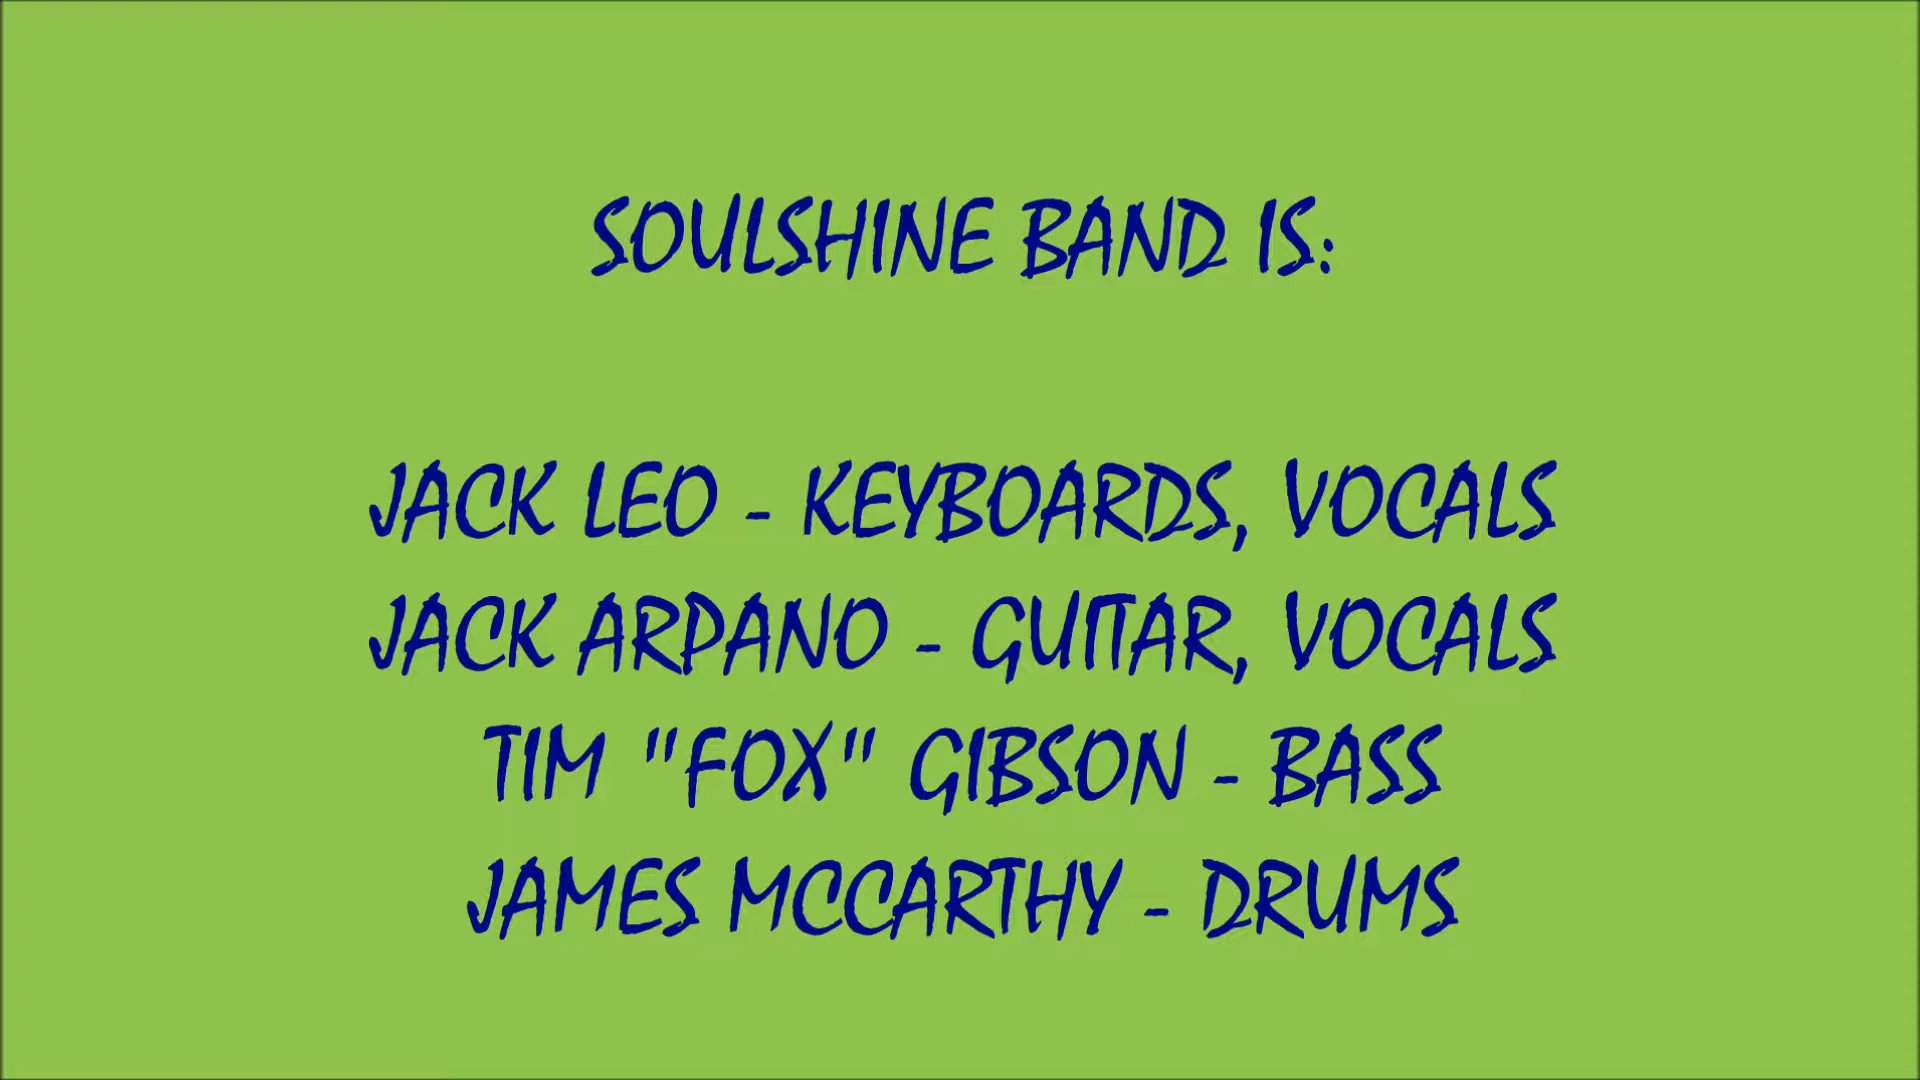 SOULSHINE BAND IS:
JACK LEO - KEYBOARDS, VOCALS
JACK ARPANO - GUITAR, VOCALS
TIM "FOX" GIBSON - BASS
JAMES MCCARTHY - DRUMS